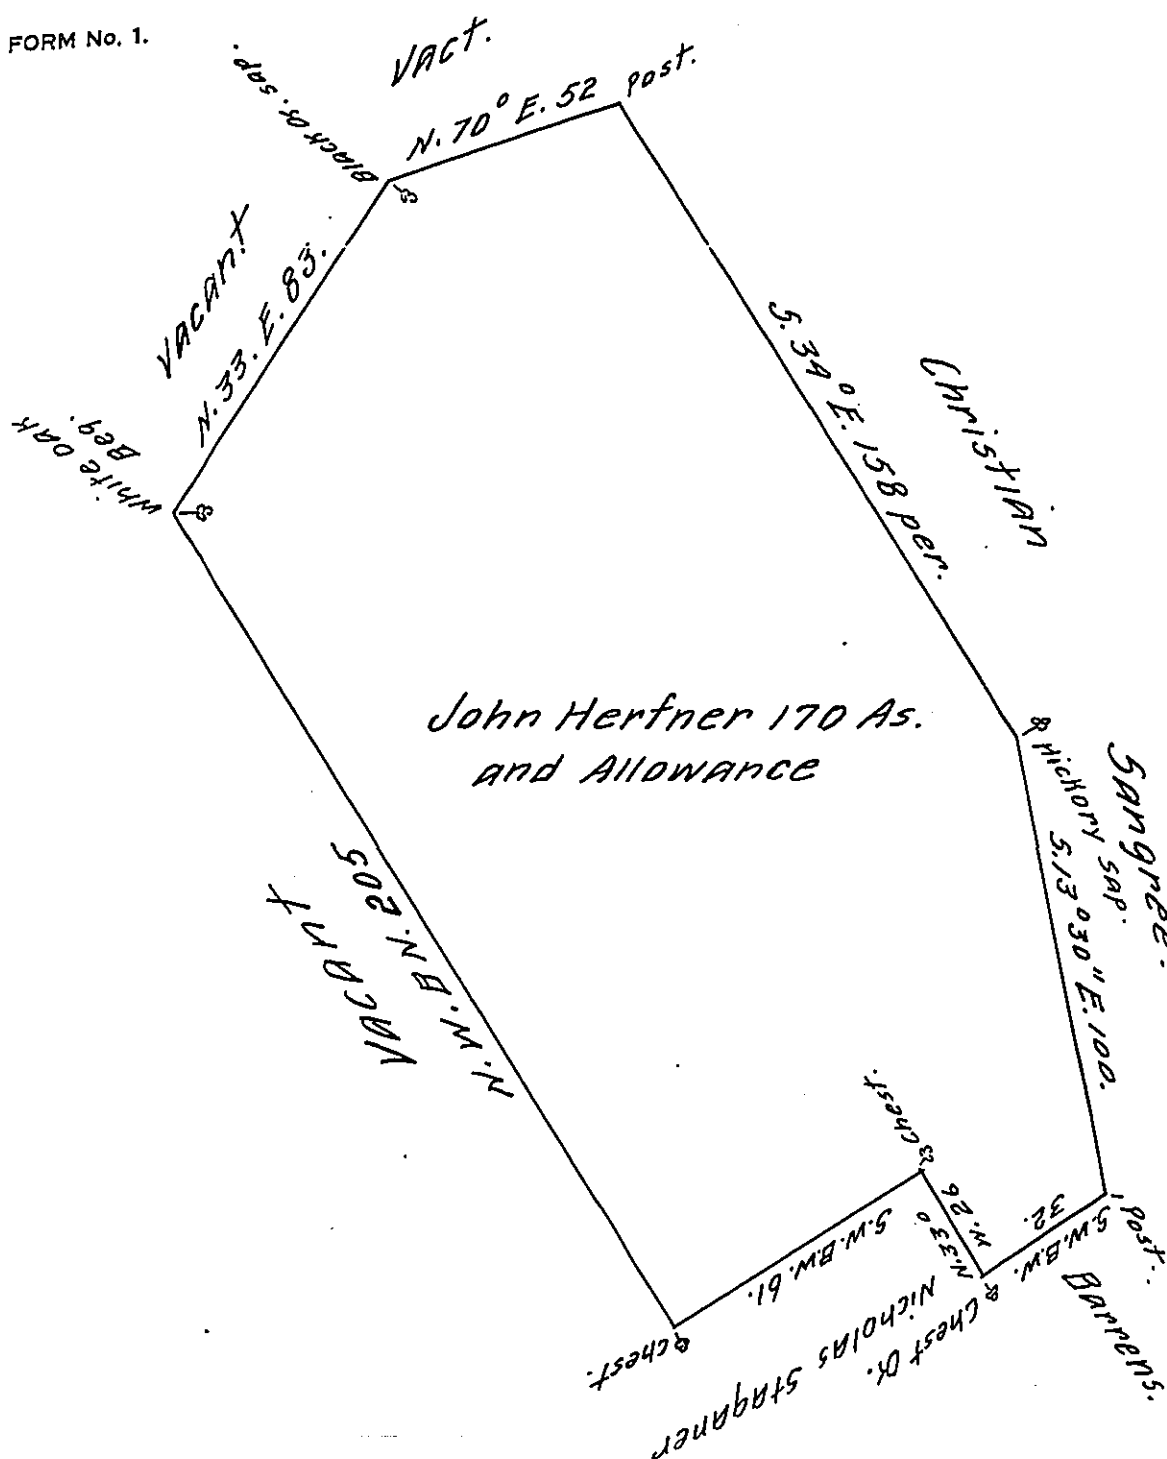 FORM No. 1.
Vact.
Black Os. sap.
N. 70° E. 52
Post.
Vacant
N. 33. E. 83.
White Oak
Beg.
S. 34° E. 158 per.
Christian
John Herfner 170 As.
and Allowance
Hickory Sap.
Sangree.
S. 13° 30" E. 100.
Vacant
N. W. B N. 205
Chest.
N. 33°
W. 26
S. W. B. W. 61.
32.
S. W. B. W.
Post.
Barrens.
Chest O.
Nicholas Staganer
Chest.